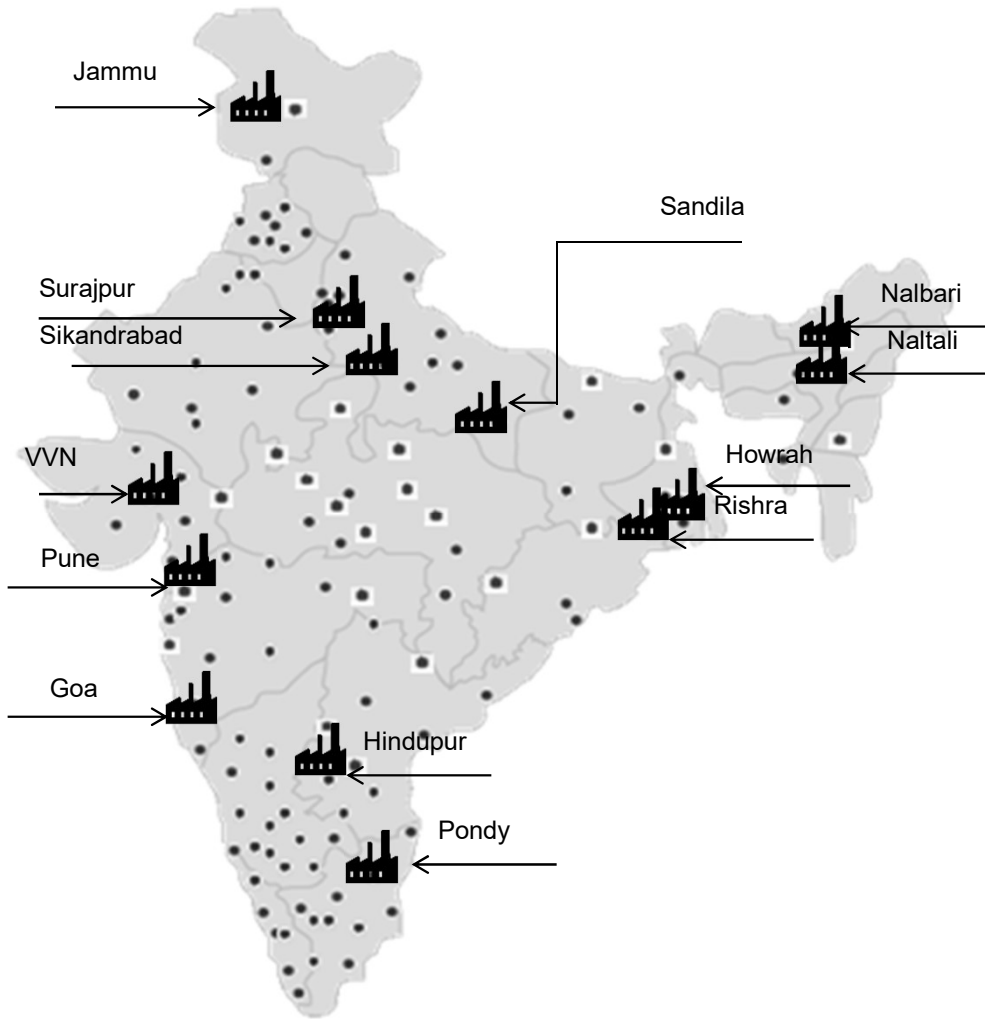 Jammu
Sandila
Surajpur
Nalbari
Sikandrabad
Naltali
VVN
Howrah
Rishra
Pune
Goa
Hindupur
Pondy